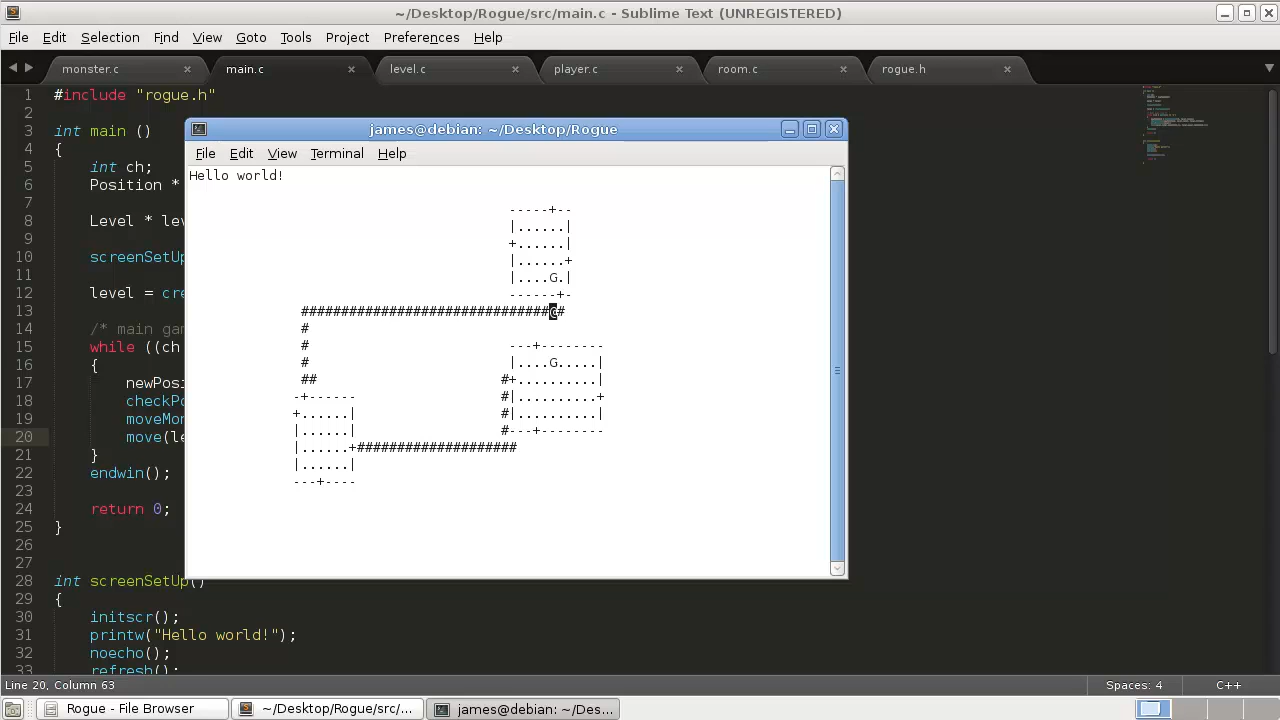 ~/Desktop/Rogue/src/main.c - Sublime Text (UNREGISTERED)
File Edit Selection Find View Goto Tools Project Preferences Help
monster.c × main.c × level.c × player.c × room.c × rogue.h ×
1 #include "rogue.h"
2
3 int main ()
4 {
5 int ch;
6 Position *
7
8 Level * lev
9
10 screenSetUp
11
12 level = cre
13
14 /* main gam
15 while ((ch
16 {
17 newPosi
18 checkPo
19 moveMon
20 move(le
21 }
22 endwin();
23
24 return 0;
25 }
26
27
28 int screenSetUp()
29 {
30 initscr();
31 printw("Hello world!");
32 noecho();
33 refresh();
james@debian: ~/Desktop/Rogue
File Edit View Terminal Help
Hello world!
-----+--
|......|
+......|
|......+
|....G.|
------+-
###############################@#
#
# ---+--------
# |....G.....|
## #+..........|
-+------ #|..........+
+......| #|..........|
|......| #---+--------
|......+####################
|......|
---+----
Line 20, Column 63 Spaces: 4 C++
Rogue - File Browser ~/Desktop/Rogue/src/... james@debian: ~/Des...